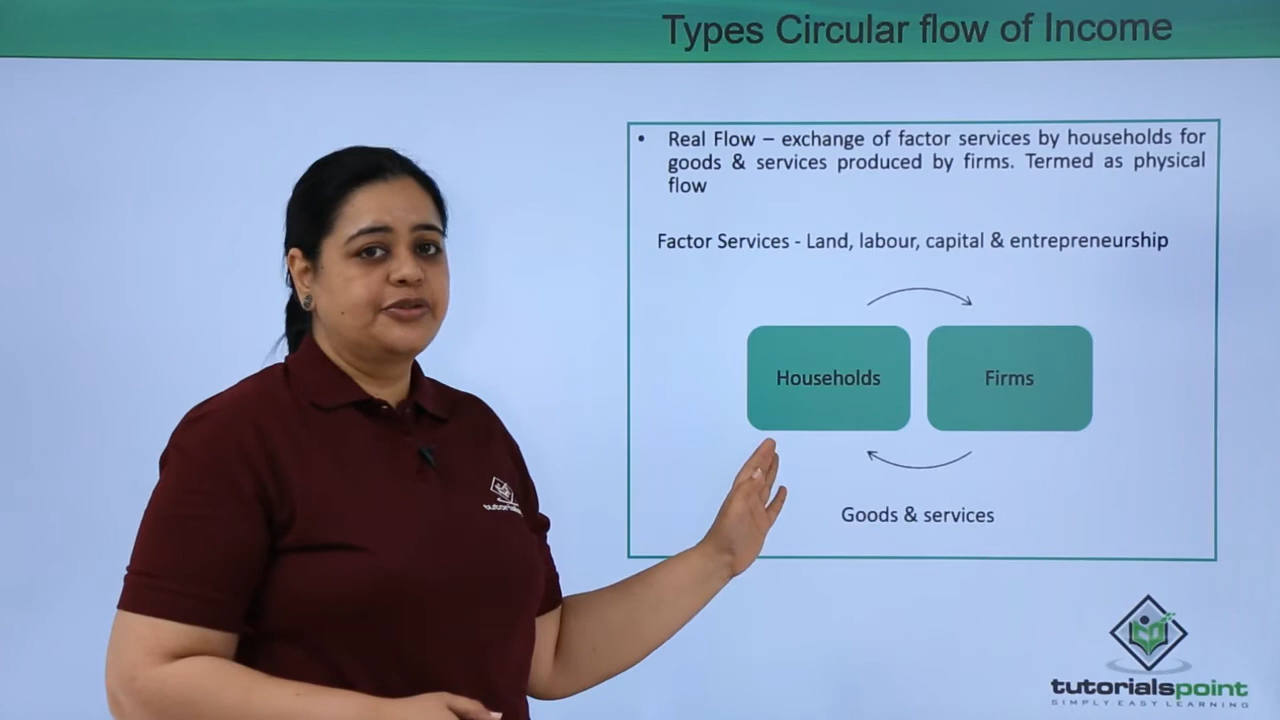 Types Circular flow of Income
• Real Flow – exchange of factor services by households for
goods & services produced by firms. Termed as physical
flow
Factor Services - Land, labour, capital & entrepreneurship
Households
Firms
Goods & services
tutorialspoint
SIMPLY EASY LEARNING